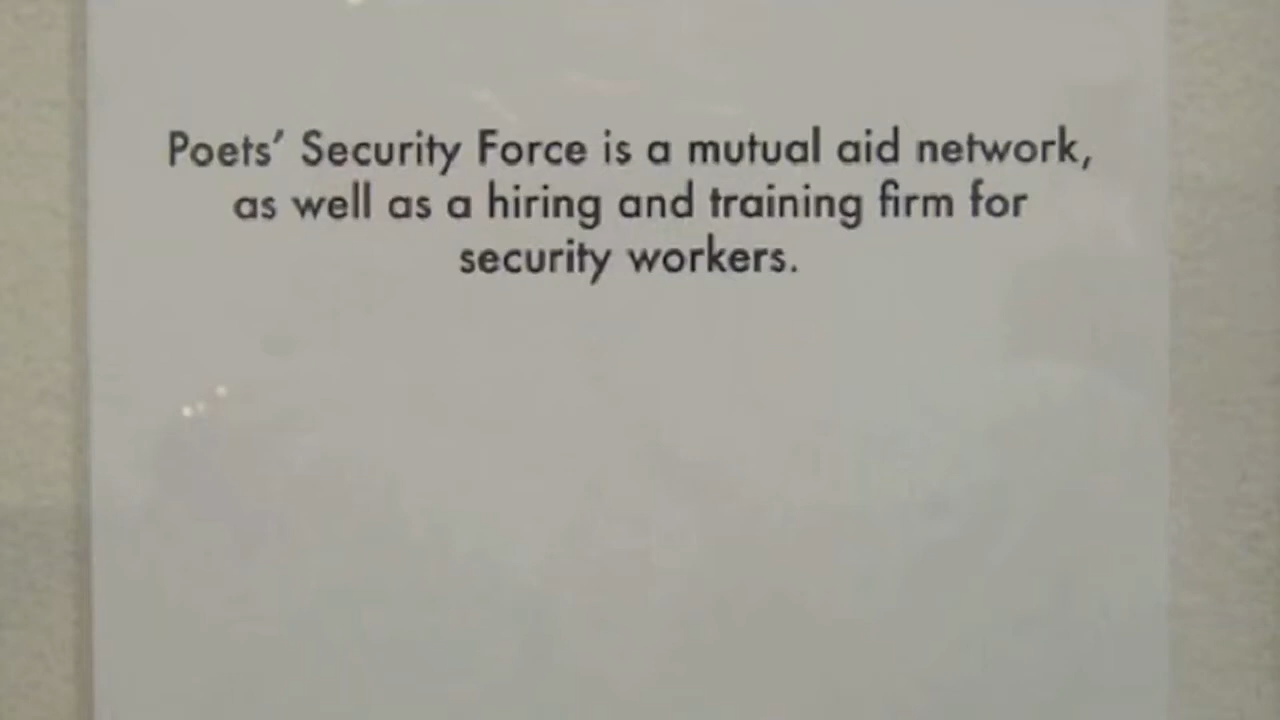 Poets’ Security Force is a mutual aid network,
as well as a hiring and training firm for
security workers.